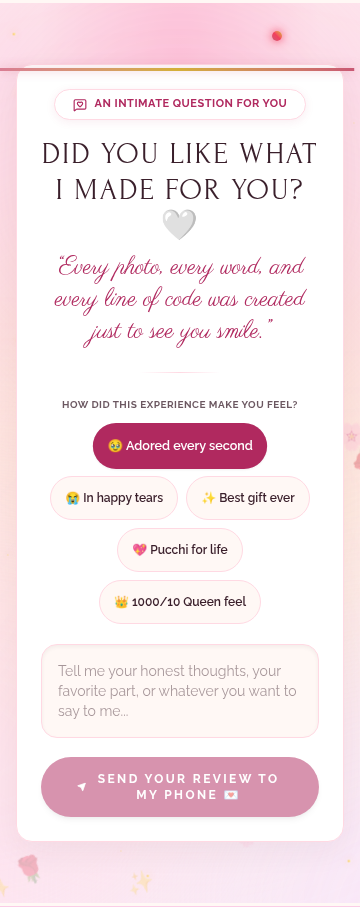 AN INTIMATE QUESTION FOR YOU
DID YOU LIKE WHAT
I MADE FOR YOU?
🤍
“Every photo, every word, and
every line of code was created
just to see you smile.”
HOW DID THIS EXPERIENCE MAKE YOU FEEL?
🥹 Adored every second
😭 In happy tears
✨ Best gift ever
💖 Pucchi for life
👑 1000/10 Queen feel
Tell me your honest thoughts, your
favorite part, or whatever you want to
say to me...
SEND YOUR REVIEW TO
MY PHONE 💌